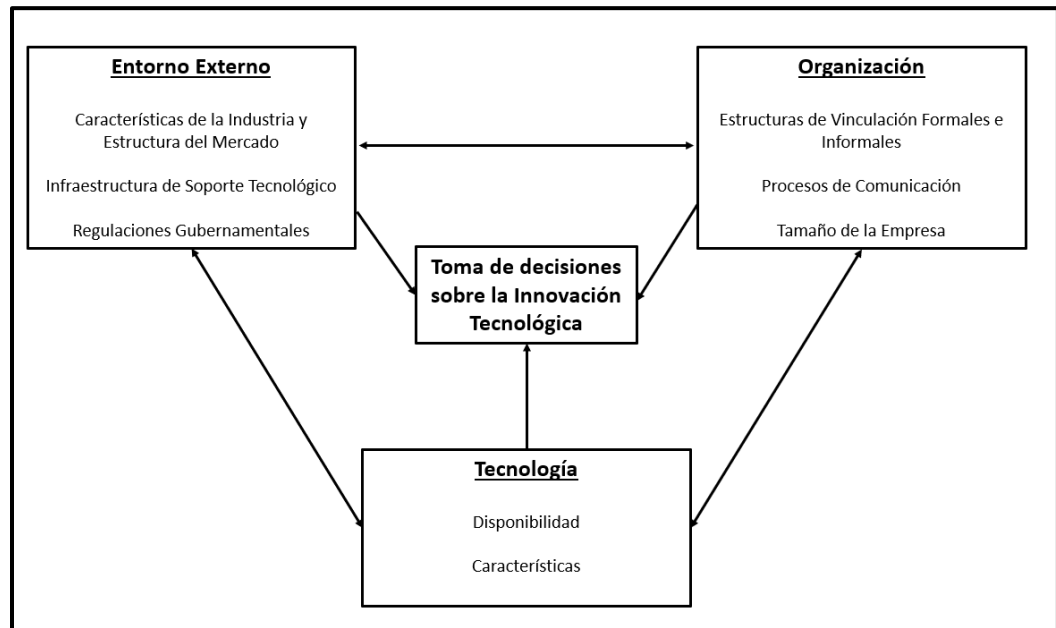 Entorno Externo
Características de la Industria y
Estructura del Mercado
Infraestructura de Soporte Tecnológico
Regulaciones Gubernamentales
Organización
Estructuras de Vinculación Formales e
Informales
Procesos de Comunicación
Tamaño de la Empresa
Toma de decisiones
sobre la Innovación
Tecnológica
Tecnología
Disponibilidad
Características